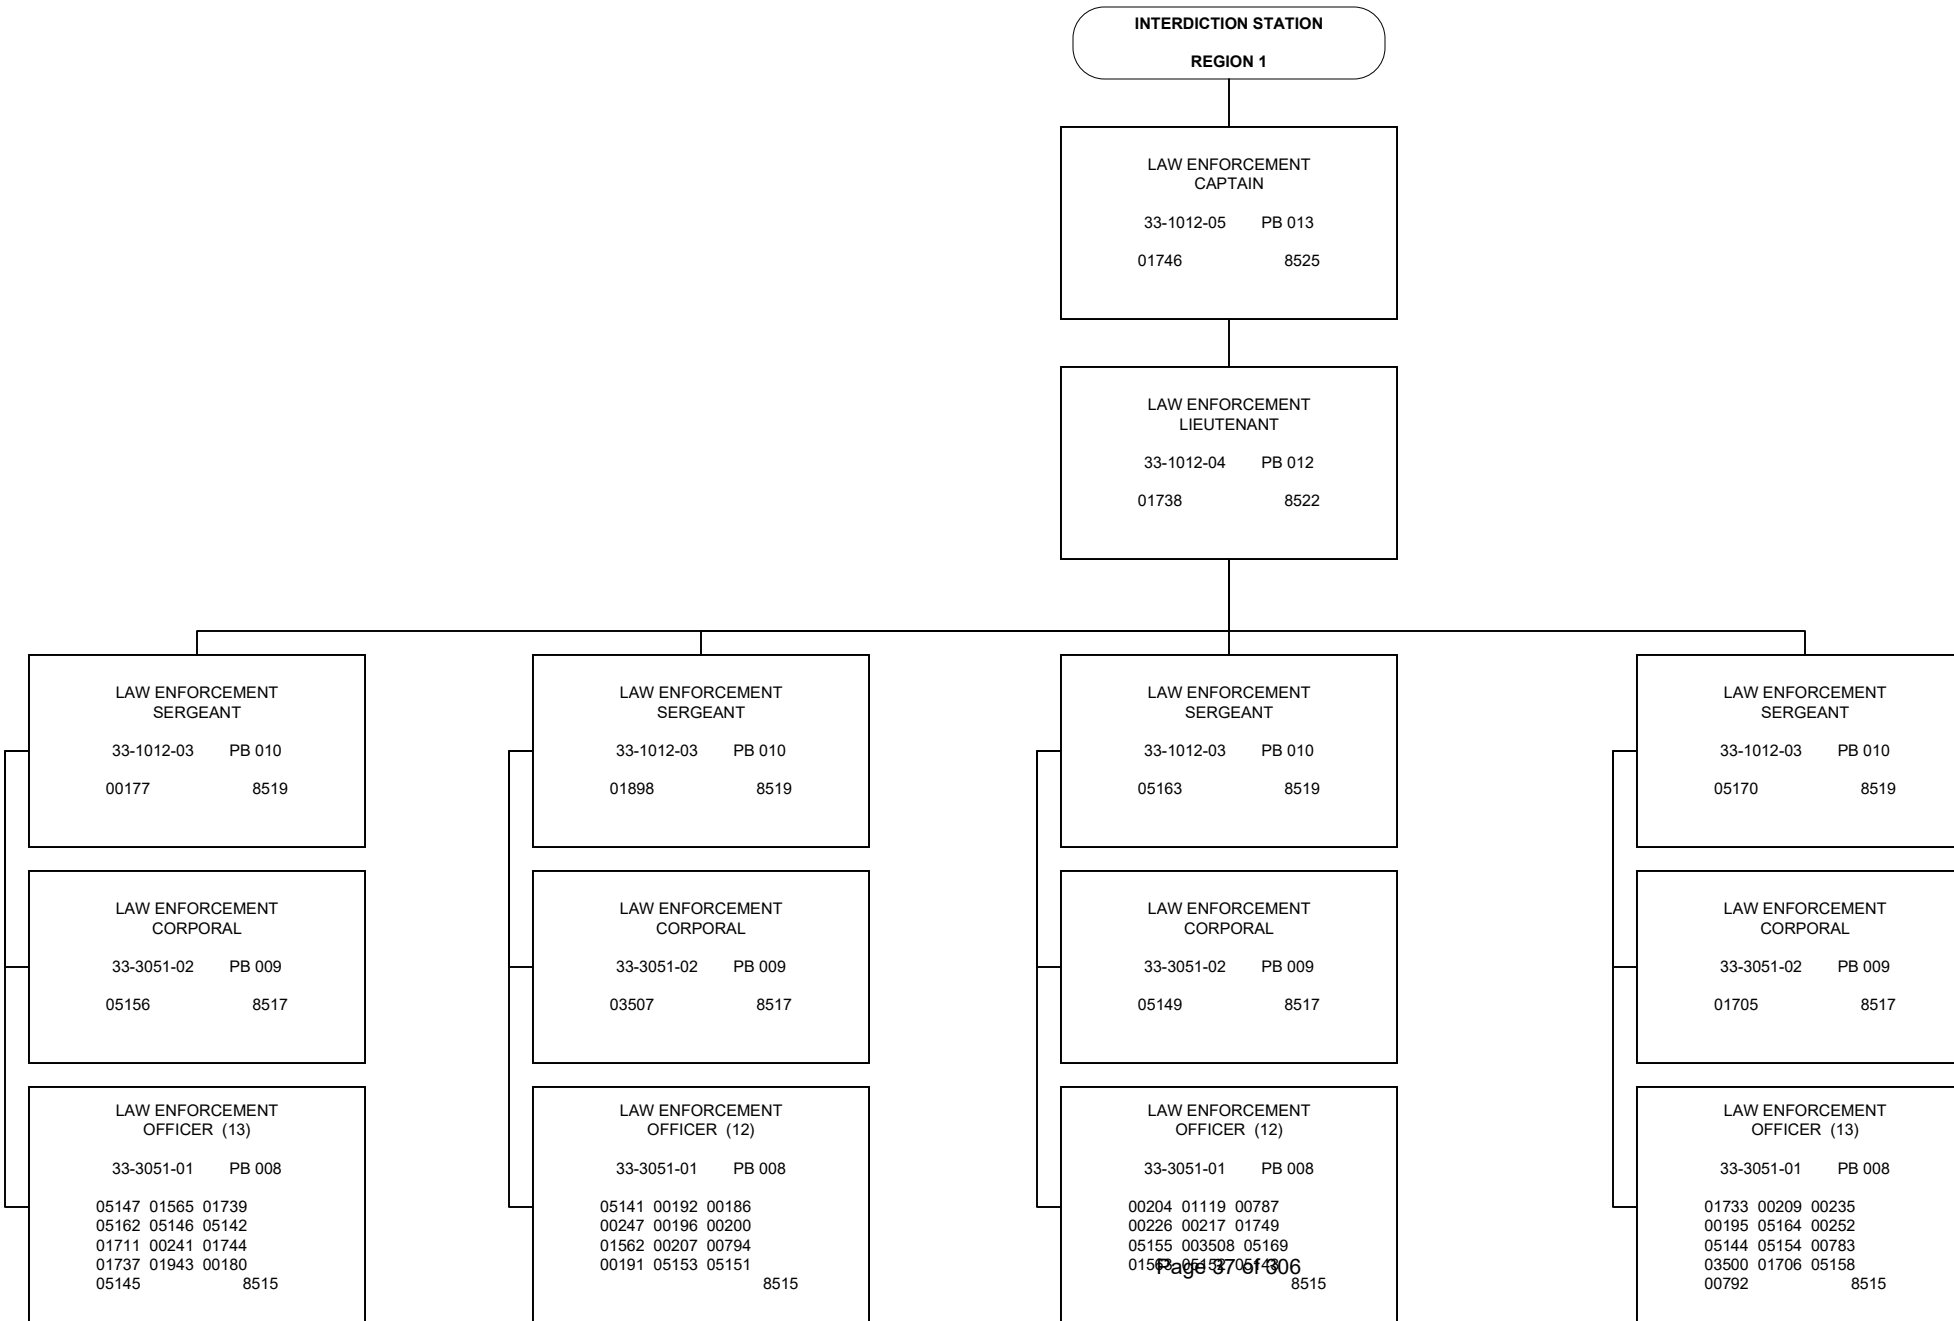 INTERDICTION STATION
REGION 1
LAW ENFORCEMENT
CAPTAIN
33-1012-05 PB 013
01746 8525
LAW ENFORCEMENT
LIEUTENANT
33-1012-04 PB 012
01738 8522
LAW ENFORCEMENT
SERGEANT
33-1012-03 PB 010
00177 8519
LAW ENFORCEMENT
CORPORAL
33-3051-02 PB 009
05156 8517
LAW ENFORCEMENT
OFFICER (13)
33-3051-01 PB 008
05147 01565 01739
05162 05146 05142
01711 00241 01744
01737 01943 00180
05145 8515
LAW ENFORCEMENT
SERGEANT
33-1012-03 PB 010
01898 8519
LAW ENFORCEMENT
CORPORAL
33-3051-02 PB 009
03507 8517
LAW ENFORCEMENT
OFFICER (12)
33-3051-01 PB 008
05141 00192 00186
00247 00196 00200
01562 00207 00794
00191 05153 05151
8515
LAW ENFORCEMENT
SERGEANT
33-1012-03 PB 010
05163 8519
LAW ENFORCEMENT
CORPORAL
33-3051-02 PB 009
05149 8517
LAW ENFORCEMENT
OFFICER (12)
33-3051-01 PB 008
00204 01119 00787
00226 00217 01749
05155 003508 05169
Page 37 of 306
8515
LAW ENFORCEMENT
SERGEANT
33-1012-03 PB 010
05170 8519
LAW ENFORCEMENT
CORPORAL
33-3051-02 PB 009
01705 8517
LAW ENFORCEMENT
OFFICER (13)
33-3051-01 PB 008
01733 00209 00235
00195 05164 00252
05144 05154 00783
03500 01706 05158
00792 8515